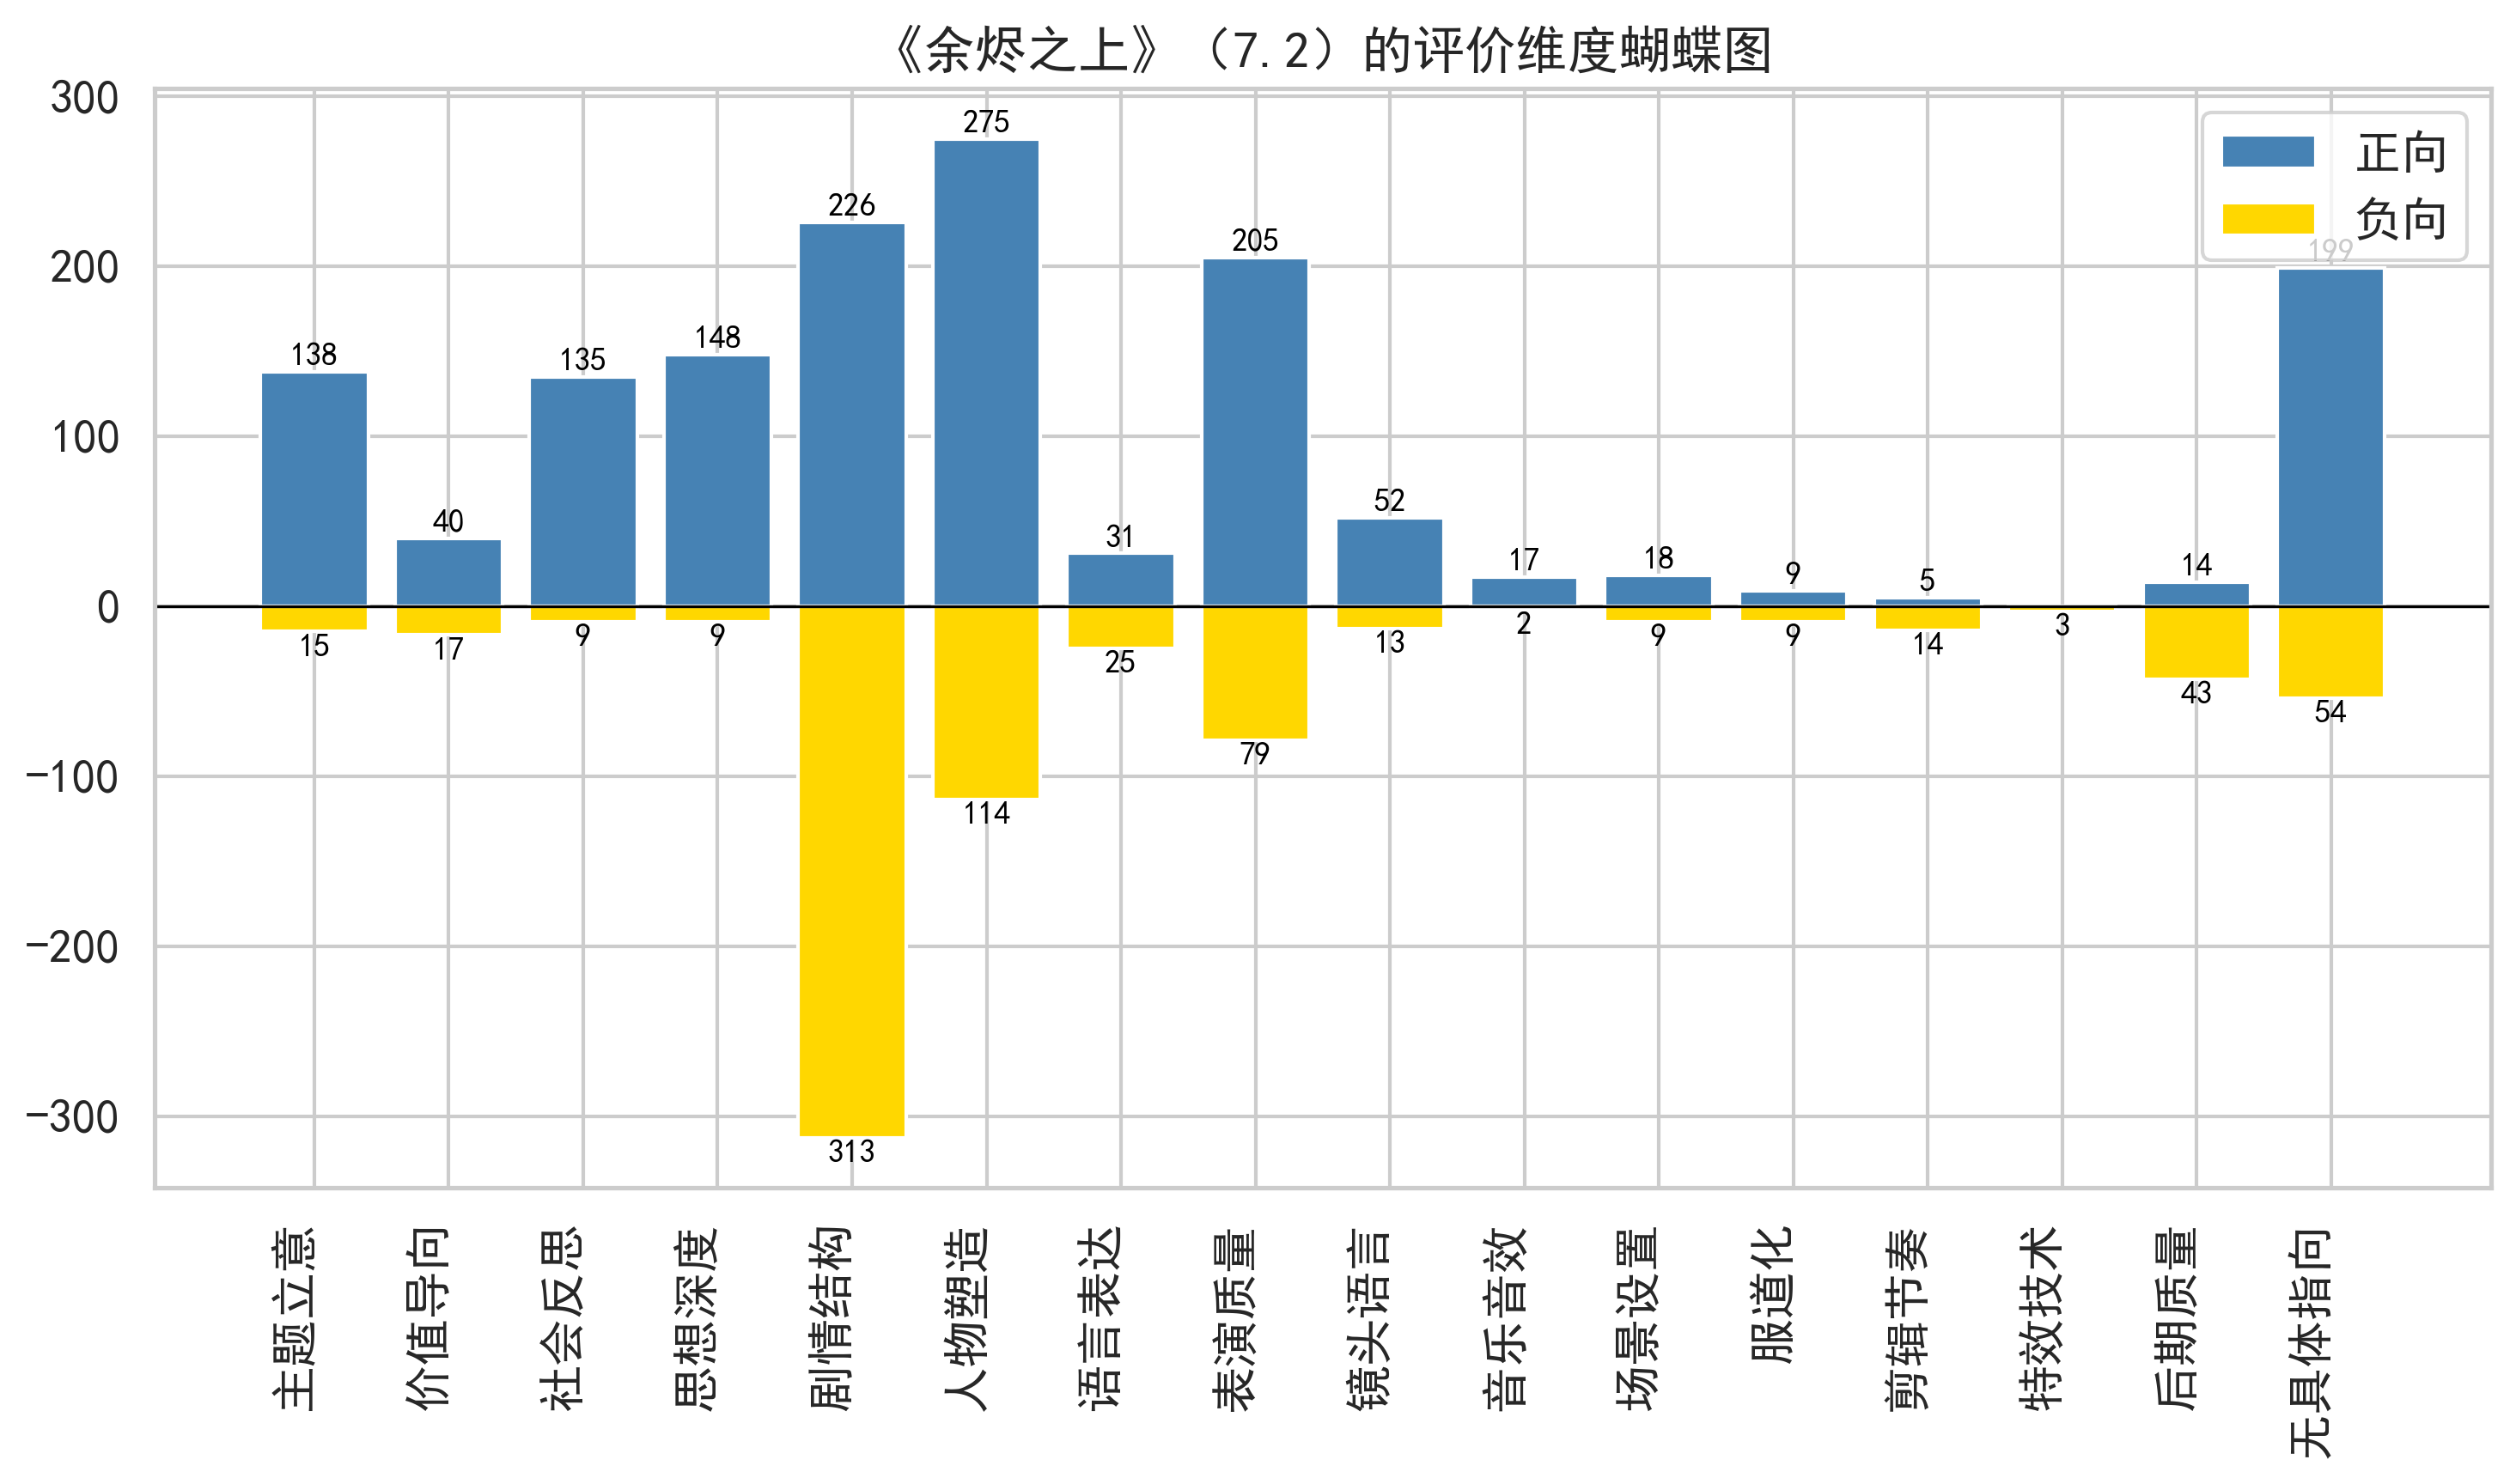 《余烬之上》（7.2）的评价维度蝴蝶图
300
200
100
0
-100
-200
-300
正向
负向
138
40
135
148
226
275
31
205
52
17
18
9
5
14
199
15
17
9
9
313
114
25
79
13
2
9
9
14
3
43
54
主题立意
价值导向
社会反思
思想深度
剧情结构
人物塑造
语言表达
表演质量
镜头语言
音乐音效
场景设置
服道化
剪辑节奏
特效技术
后期质量
无具体指向